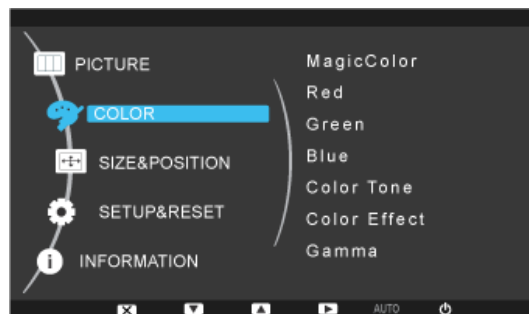 PICTURE
COLOR
SIZE&POSITION
SETUP&RESET
INFORMATION
MagicColor
Red
Green
Blue
Color Tone
Color Effect
Gamma
AUTO